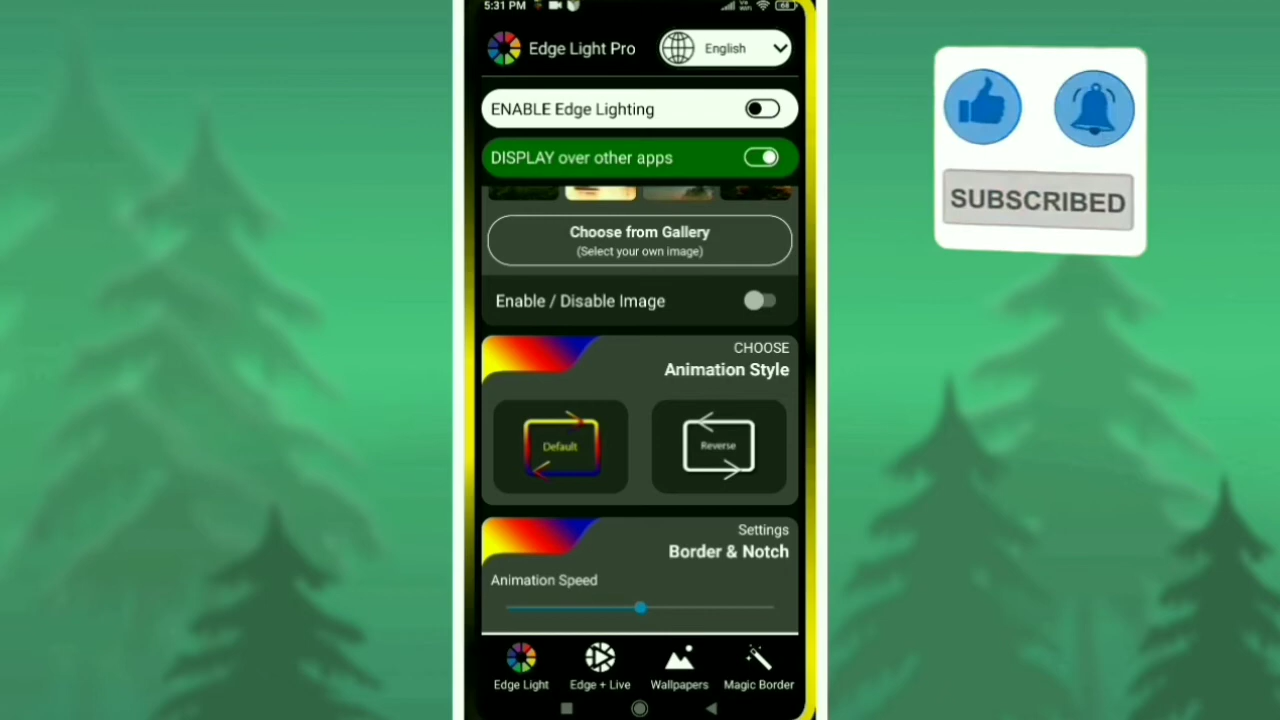 5:31 PM
Edge Light Pro
English
ENABLE Edge Lighting
DISPLAY over other apps
Choose from Gallery
(Select your own image)
Enable / Disable Image
CHOOSE
Animation Style
Default
Reverse
Settings
Border & Notch
Animation Speed
Edge Light
Edge + Live
Wallpapers
Magic Border
SUBSCRIBED